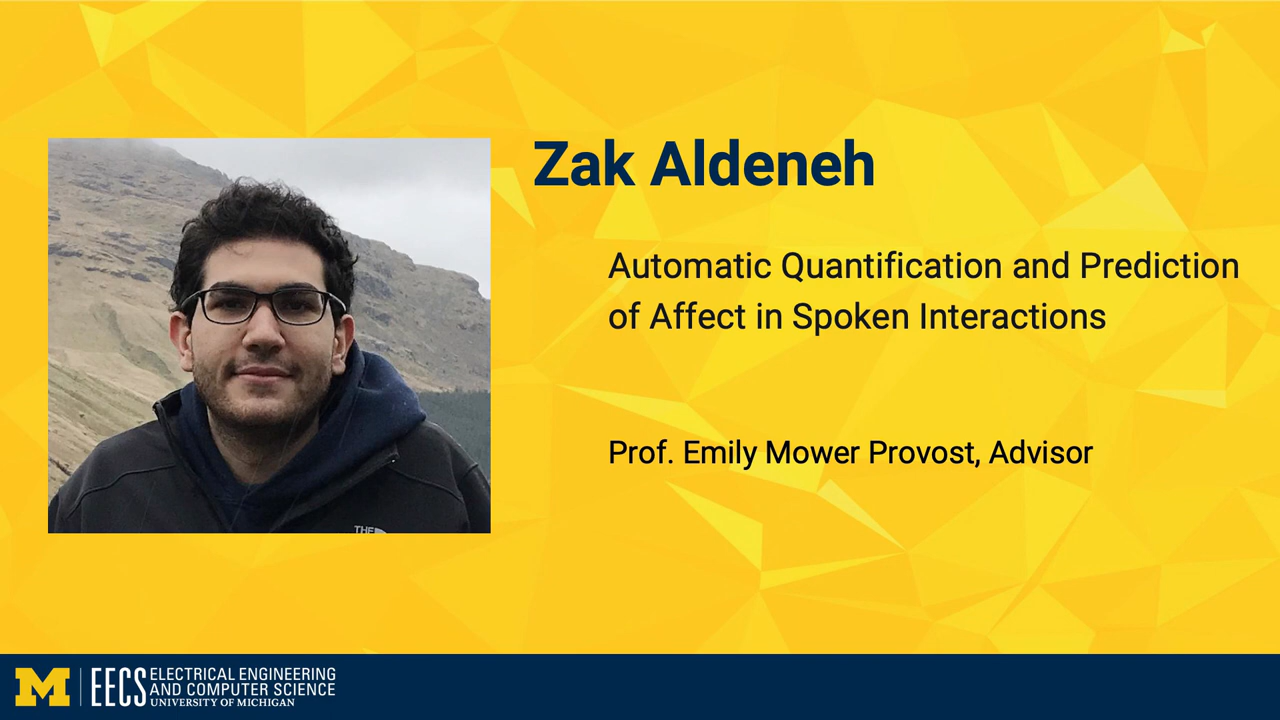 Zak Aldeneh
Automatic Quantification and Prediction
of Affect in Spoken Interactions
Prof. Emily Mower Provost, Advisor
THE
M
EECS
ELECTRICAL ENGINEERING
AND COMPUTER SCIENCE
UNIVERSITY OF MICHIGAN